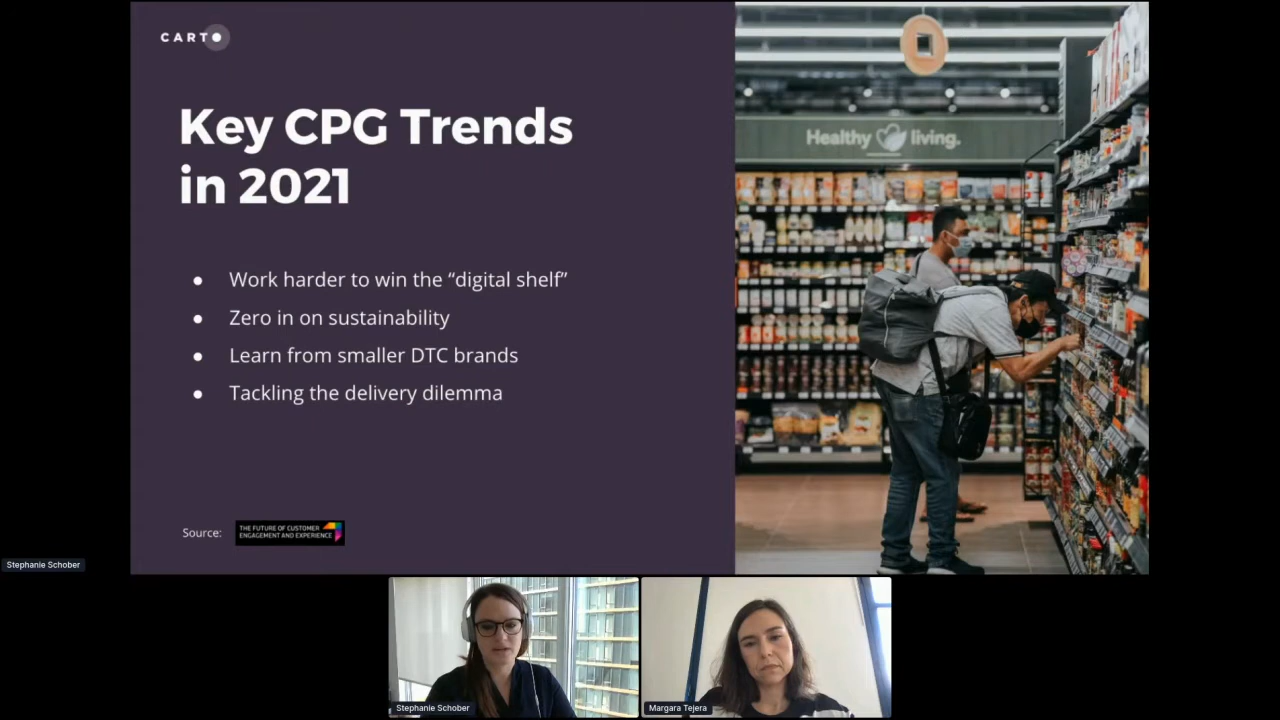 CARTO
Key CPG Trends
in 2021
● Work harder to win the “digital shelf”
● Zero in on sustainability
● Learn from smaller DTC brands
● Tackling the delivery dilemma
Source:
THE FUTURE OF CUSTOMER
ENGAGEMENT AND EXPERIENCE
Healthy living.
Stephanie Schober
Stephanie Schober
Margara Tejera